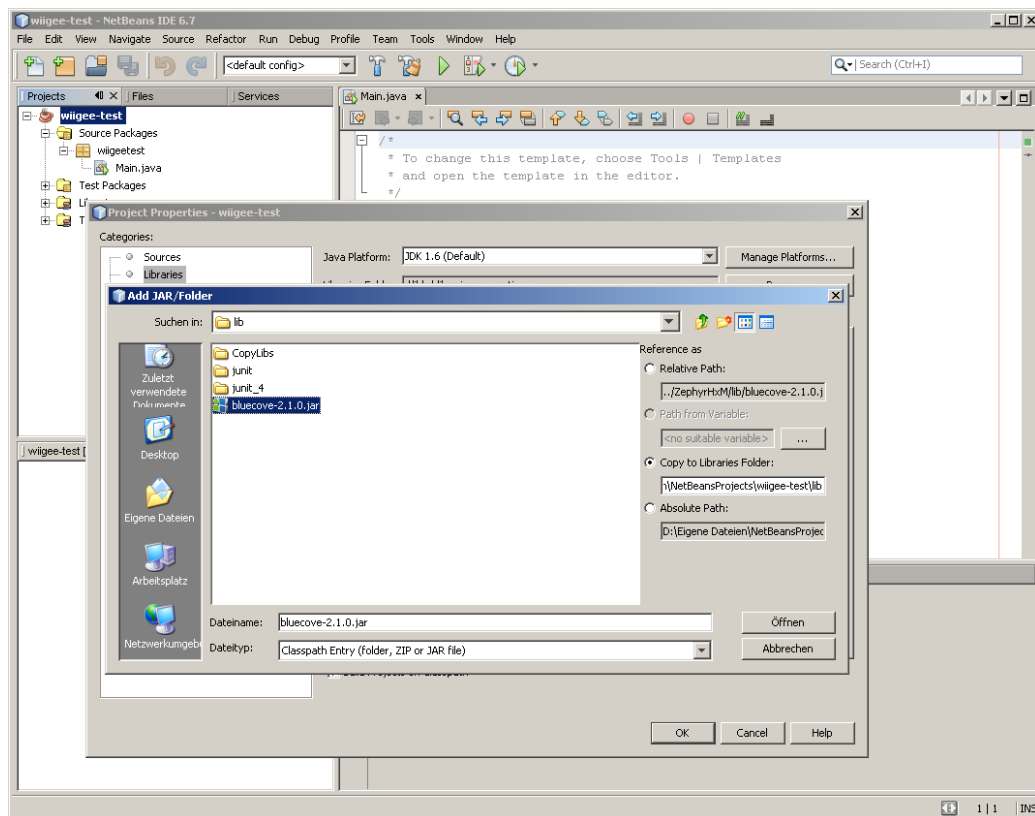 wiigee-test - NetBeans IDE 6.7
File Edit View Navigate Source Refactor Run Debug Profile Team Tools Window Help
<default config>
Search (Ctrl+I)
Projects
Files
Services
Main.java
wiigee-test
Source Packages
wiigeetest
Main.java
Test Packages
/*
* To change this template, choose Tools | Templates
* and open the template in the editor.
*/
Project Properties - wiigee-test
Categories:
Sources
Libraries
Java Platform:
JDK 1.6 (Default)
Manage Platforms...
Add JAR/Folder
Suchen in:
lib
Zuletzt
verwendete
Dokumente
Desktop
Eigene Dateien
Arbeitsplatz
Netzwerkumgeb
CopyLibs
junit
junit_4
bluecove-2.1.0.jar
Reference as
Relative Path:
../ZephyrHxM/lib/bluecove-2.1.0.j
Path from Variable:
<no suitable variable>
...
Copy to Libraries Folder:
\NetBeansProjects\wiigee-test\lib
Absolute Path:
D:\Eigene Dateien\NetBeansProjec
Dateiname:
bluecove-2.1.0.jar
Öffnen
Dateityp:
Classpath Entry (folder, ZIP or JAR file)
Abbrechen
wiigee-test [
OK
Cancel
Help
1 | 1
INS